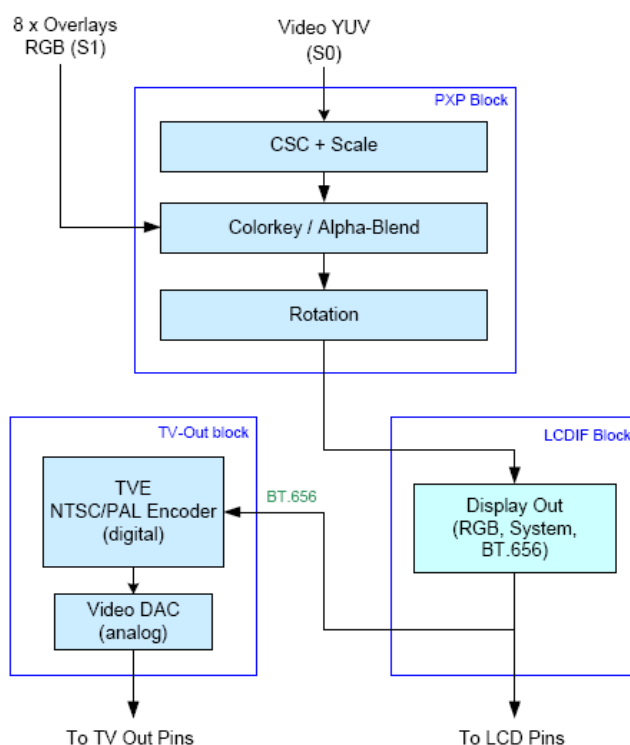 8 x Overlays
RGB (S1)
Video YUV
(S0)
PXP Block
CSC + Scale
Colorkey / Alpha-Blend
Rotation
TV-Out block
TVE
NTSC/PAL Encoder
(digital)
Video DAC
(analog)
BT.656
LCDIF Block
Display Out
(RGB, System,
BT.656)
To TV Out Pins
To LCD Pins